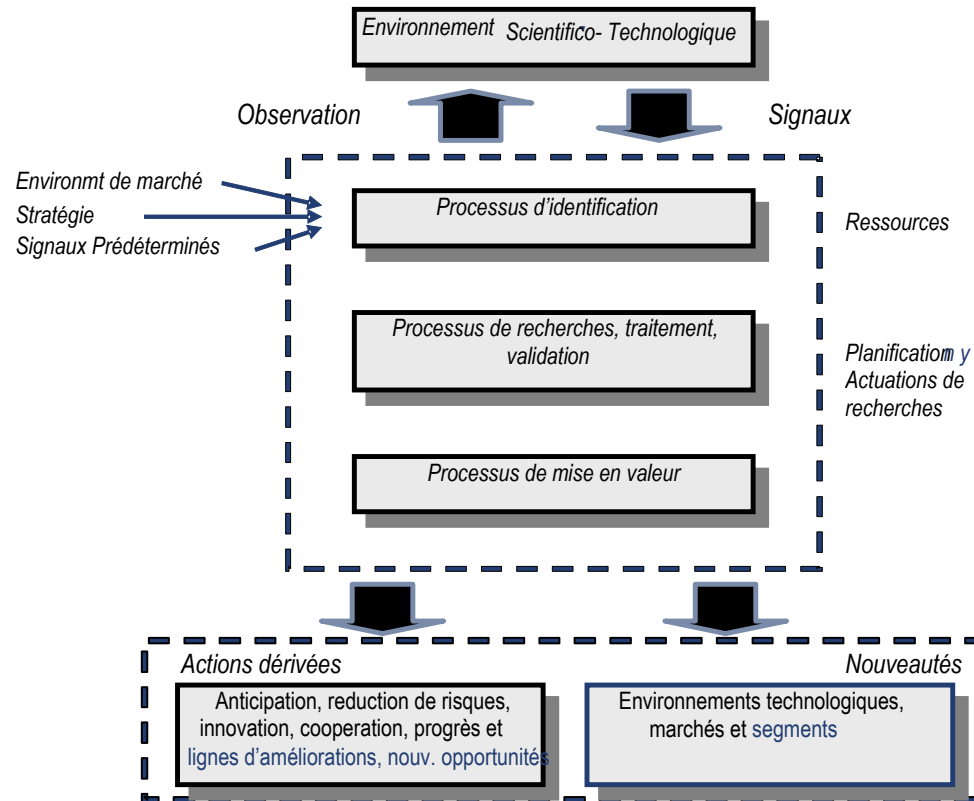 Environnement Scientifico- Technologique
Observation
Signaux
Environmt de marché
Stratégie
Signaux Prédéterminés
Processus d'identification
Ressources
Processus de recherches, traitement,
validation
Planification y
Actuations de
recherches
Processus de mise en valeur
Actions dérivées
Nouveautés
Anticipation, reduction de risques,
innovation, cooperation, progrès et
lignes d'améliorations, nouv. opportunités
Environnements technologiques,
marchés et segments